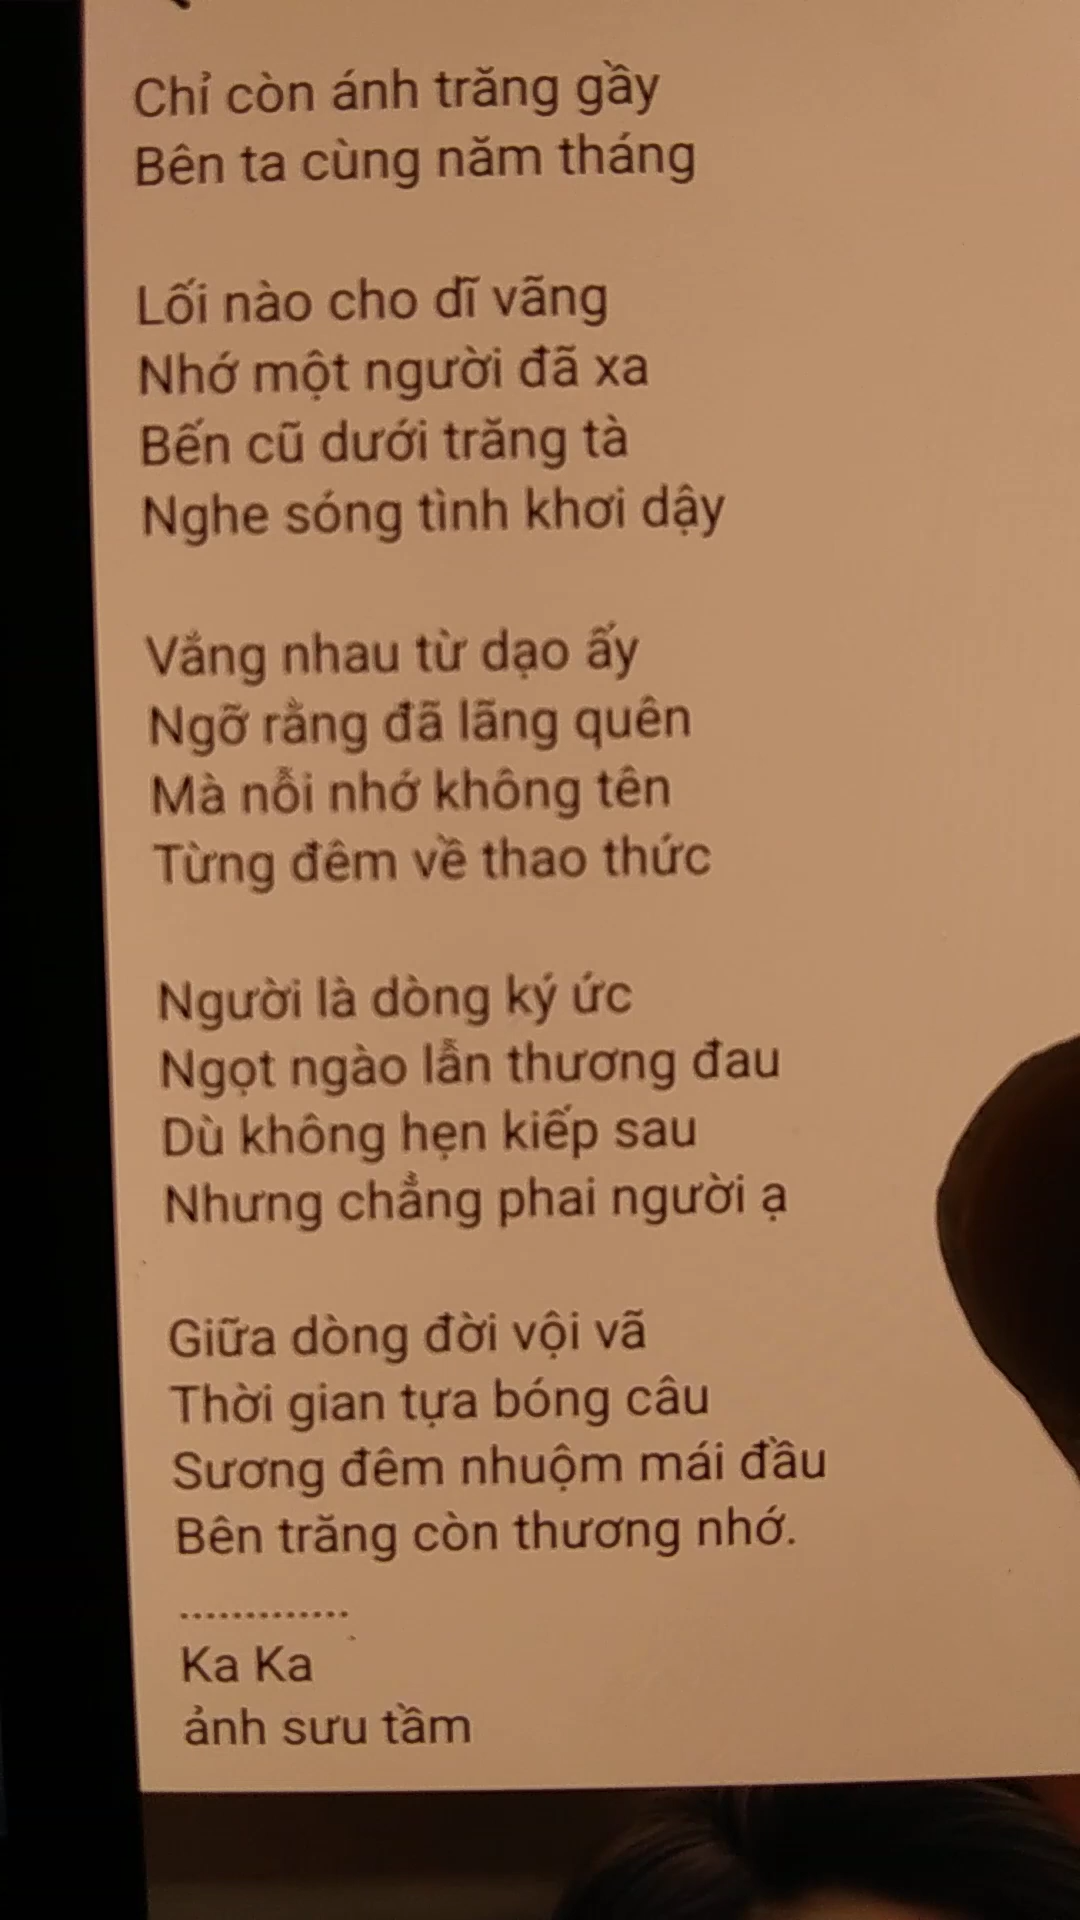 Chỉ còn ánh trăng gầy
Bên ta cùng năm tháng
Lối nào cho dĩ vãng
Nhớ một người đã xa
Bến cũ dưới trăng tà
Nghe sóng tình khơi dậy
Vắng nhau từ dạo ấy
Ngỡ rằng đã lãng quên
Mà nỗi nhớ không tên
Từng đêm về thao thức
Người là dòng ký ức
Ngọt ngào lẫn thương đau
Dù không hẹn kiếp sau
Nhưng chẳng phai người ạ
Giữa dòng đời vội vã
Thời gian tựa bóng câu
Sương đêm nhuộm mái đầu
Bên trăng còn thương nhớ.
.............
Ka Ka
ảnh sưu tầm